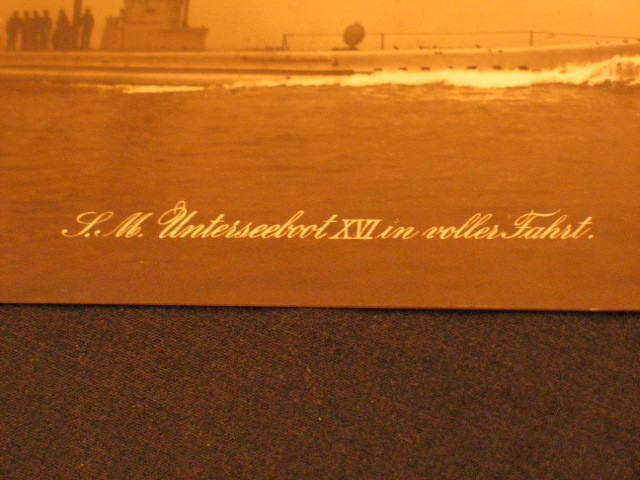 S. M. Unterseeboot XVI in voller Fahrt.